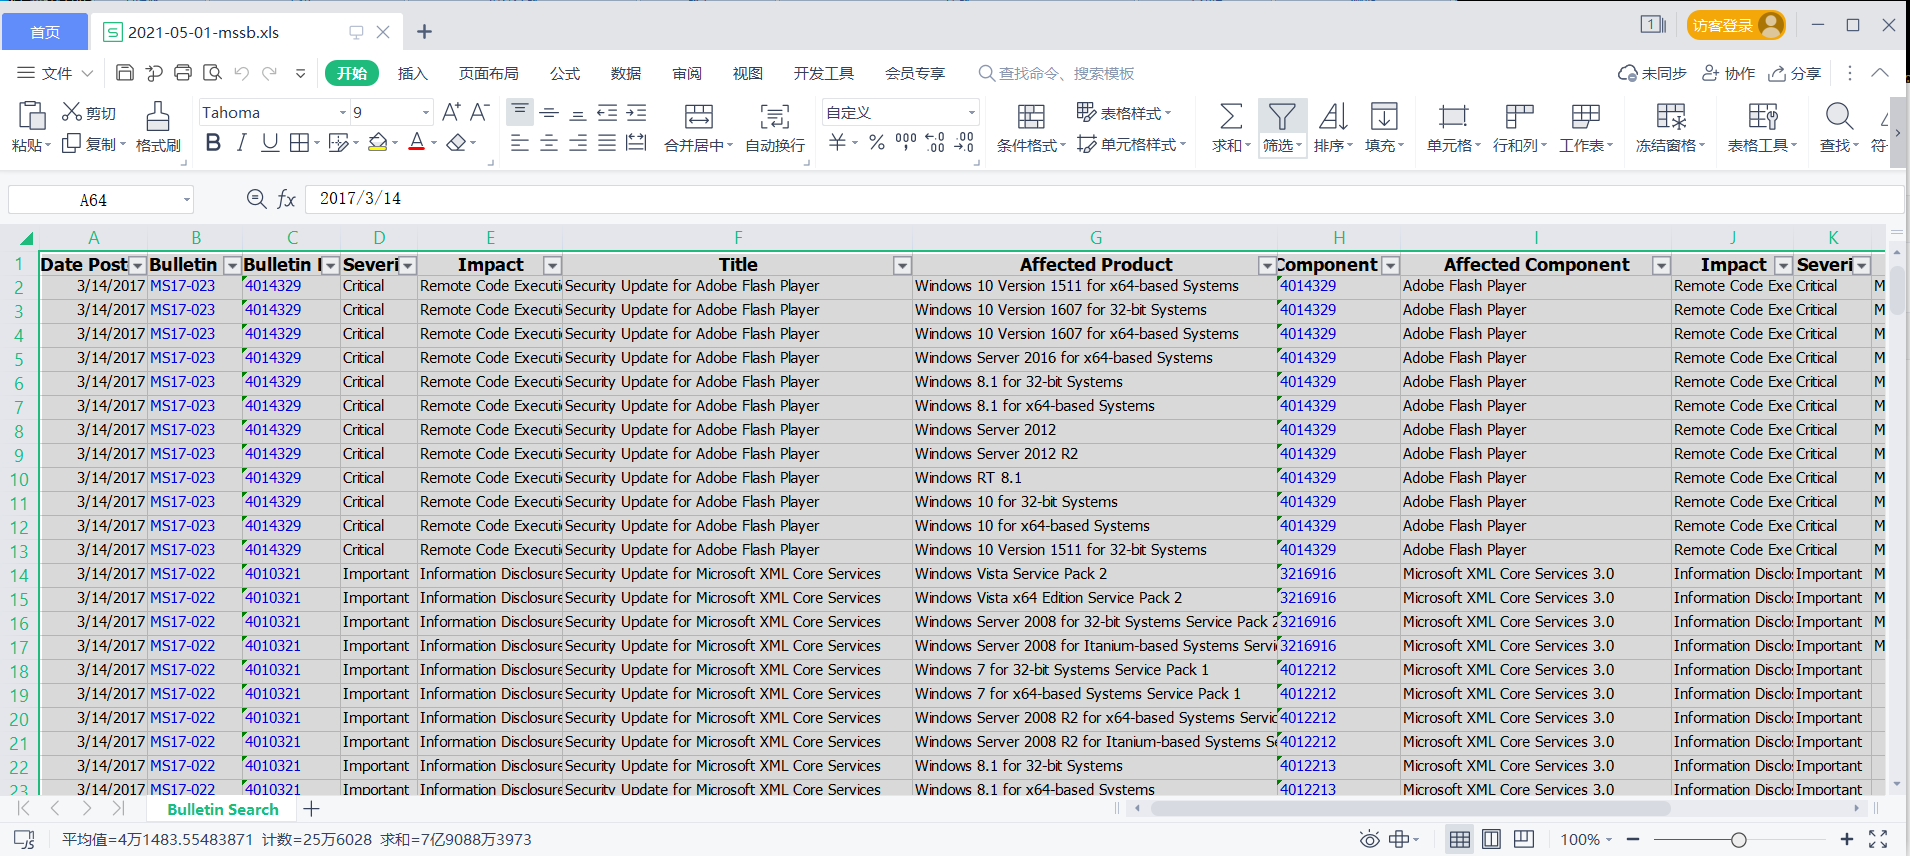 首页 2021-05-01-mssb.xls 1 访客登录
文件 开始 插入 页面布局 公式 数据 审阅 视图 开发工具 会员专享 查找命令、搜索模板 未同步 协作 分享
剪切 Tahoma 9 A+ A- 自定义 表格样式
粘贴 复制 格式刷 B I U A 合并居中 自动换行 ¥ % 条件格式 单元格样式 求和 筛选 排序 填充 单元格 行和列 工作表 冻结窗格 表格工具 查找 符
A64 fx 2017/3/14
A B C D E F G H I J K
1 Date Post Bulletin Bulletin I Severi Impact Title Affected Product Component Affected Component Impact Severi
2 3/14/2017 MS17-023 4014329 Critical Remote Code Executi Security Update for Adobe Flash Player Windows 10 Version 1511 for x64-based Systems 4014329 Adobe Flash Player Remote Code Exe Critical M
3 3/14/2017 MS17-023 4014329 Critical Remote Code Executi Security Update for Adobe Flash Player Windows 10 Version 1607 for 32-bit Systems 4014329 Adobe Flash Player Remote Code Exe Critical M
4 3/14/2017 MS17-023 4014329 Critical Remote Code Executi Security Update for Adobe Flash Player Windows 10 Version 1607 for x64-based Systems 4014329 Adobe Flash Player Remote Code Exe Critical M
5 3/14/2017 MS17-023 4014329 Critical Remote Code Executi Security Update for Adobe Flash Player Windows Server 2016 for x64-based Systems 4014329 Adobe Flash Player Remote Code Exe Critical M
6 3/14/2017 MS17-023 4014329 Critical Remote Code Executi Security Update for Adobe Flash Player Windows 8.1 for 32-bit Systems 4014329 Adobe Flash Player Remote Code Exe Critical M
7 3/14/2017 MS17-023 4014329 Critical Remote Code Executi Security Update for Adobe Flash Player Windows 8.1 for x64-based Systems 4014329 Adobe Flash Player Remote Code Exe Critical M
8 3/14/2017 MS17-023 4014329 Critical Remote Code Executi Security Update for Adobe Flash Player Windows Server 2012 4014329 Adobe Flash Player Remote Code Exe Critical M
9 3/14/2017 MS17-023 4014329 Critical Remote Code Executi Security Update for Adobe Flash Player Windows Server 2012 R2 4014329 Adobe Flash Player Remote Code Exe Critical M
10 3/14/2017 MS17-023 4014329 Critical Remote Code Executi Security Update for Adobe Flash Player Windows RT 8.1 4014329 Adobe Flash Player Remote Code Exe Critical M
11 3/14/2017 MS17-023 4014329 Critical Remote Code Executi Security Update for Adobe Flash Player Windows 10 for 32-bit Systems 4014329 Adobe Flash Player Remote Code Exe Critical M
12 3/14/2017 MS17-023 4014329 Critical Remote Code Executi Security Update for Adobe Flash Player Windows 10 for x64-based Systems 4014329 Adobe Flash Player Remote Code Exe Critical M
13 3/14/2017 MS17-023 4014329 Critical Remote Code Executi Security Update for Adobe Flash Player Windows 10 Version 1511 for 32-bit Systems 4014329 Adobe Flash Player Remote Code Exe Critical M
14 3/14/2017 MS17-022 4010321 Important Information Disclosure Security Update for Microsoft XML Core Services Windows Vista Service Pack 2 3216916 Microsoft XML Core Services 3.0 Information Disclo Important M
15 3/14/2017 MS17-022 4010321 Important Information Disclosure Security Update for Microsoft XML Core Services Windows Vista x64 Edition Service Pack 2 3216916 Microsoft XML Core Services 3.0 Information Disclo Important M
16 3/14/2017 MS17-022 4010321 Important Information Disclosure Security Update for Microsoft XML Core Services Windows Server 2008 for 32-bit Systems Service Pack 2 3216916 Microsoft XML Core Services 3.0 Information Disclo Important M
17 3/14/2017 MS17-022 4010321 Important Information Disclosure Security Update for Microsoft XML Core Services Windows Server 2008 for Itanium-based Systems Servi 3216916 Microsoft XML Core Services 3.0 Information Disclo Important M
18 3/14/2017 MS17-022 4010321 Important Information Disclosure Security Update for Microsoft XML Core Services Windows 7 for 32-bit Systems Service Pack 1 4012212 Microsoft XML Core Services 3.0 Information Disclo Important
19 3/14/2017 MS17-022 4010321 Important Information Disclosure Security Update for Microsoft XML Core Services Windows 7 for x64-based Systems Service Pack 1 4012212 Microsoft XML Core Services 3.0 Information Disclo Important
20 3/14/2017 MS17-022 4010321 Important Information Disclosure Security Update for Microsoft XML Core Services Windows Server 2008 R2 for x64-based Systems Servic 4012212 Microsoft XML Core Services 3.0 Information Disclo Important
21 3/14/2017 MS17-022 4010321 Important Information Disclosure Security Update for Microsoft XML Core Services Windows Server 2008 R2 for Itanium-based Systems Se 4012212 Microsoft XML Core Services 3.0 Information Disclo Important
22 3/14/2017 MS17-022 4010321 Important Information Disclosure Security Update for Microsoft XML Core Services Windows 8.1 for 32-bit Systems 4012213 Microsoft XML Core Services 3.0 Information Disclo Important
23 3/14/2017 MS17-022 4010321 Important Information Disclosure Security Update for Microsoft XML Core Services Windows 8.1 for x64-based Systems 4012213 Microsoft XML Core Services 3.0 Information Disclo Important
Bulletin Search
平均值=4万1483.55483871 计数=25万6028 求和=7亿9088万3973 100%